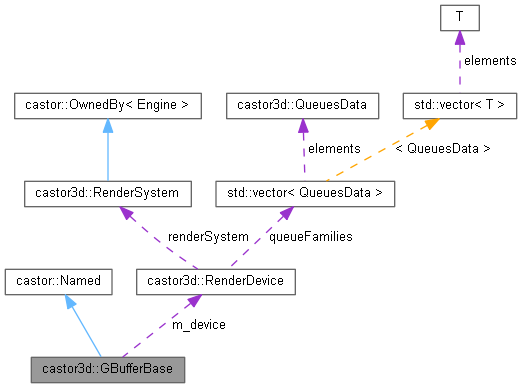 T
elements
castor::OwnedBy< Engine >
castor3d::QueuesData
std::vector< T >
elements
< QueuesData >
castor3d::RenderSystem
std::vector< QueuesData >
renderSystem
queueFamilies
castor::Named
castor3d::RenderDevice
m_device
castor3d::GBufferBase